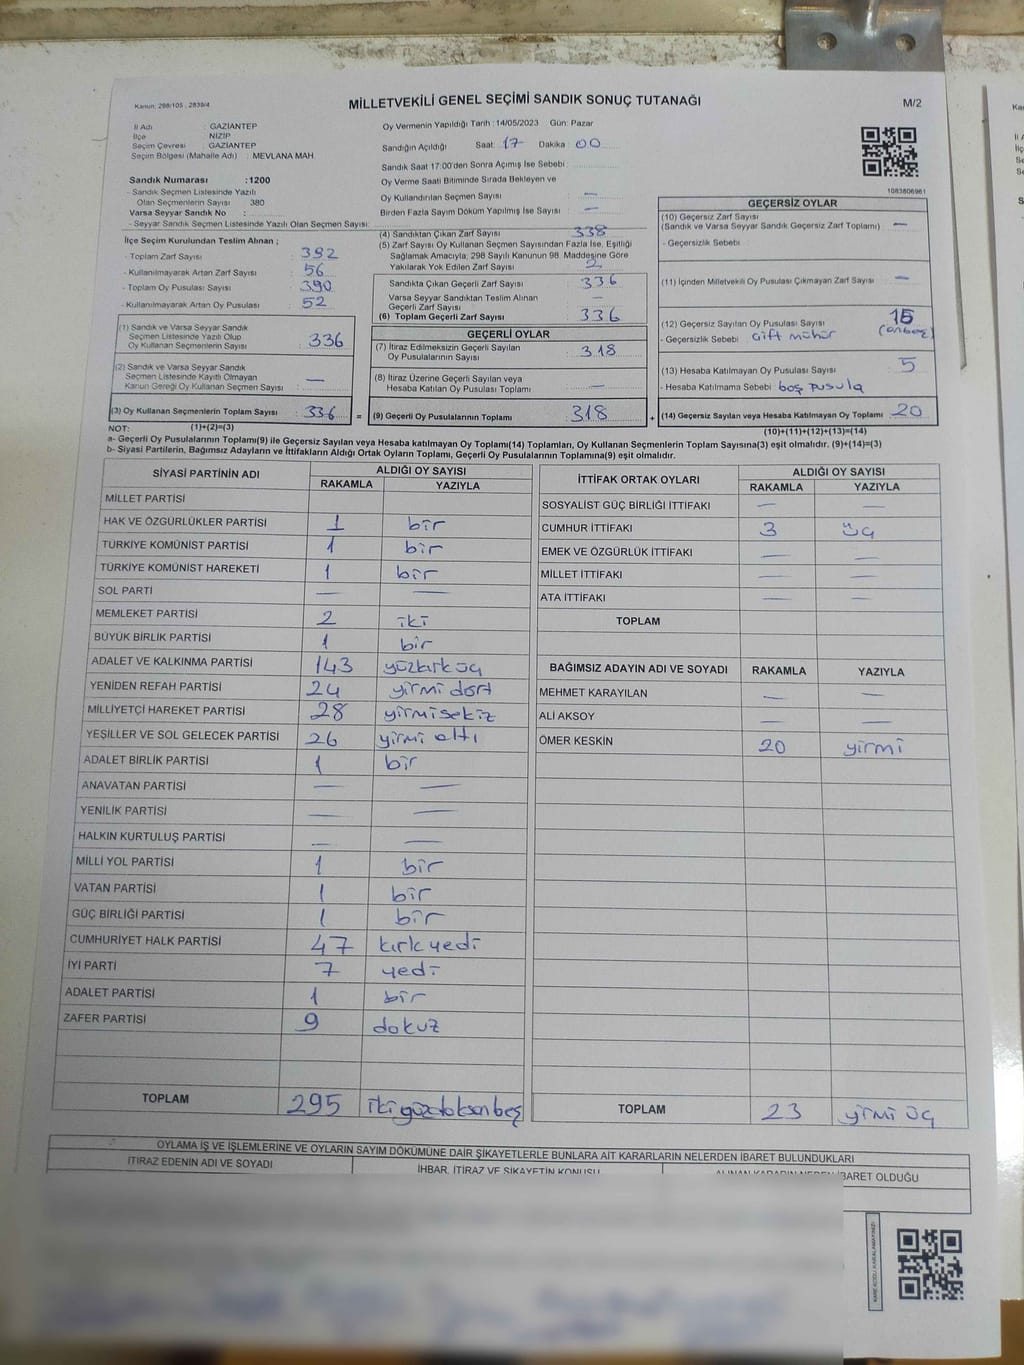 Kanun, 298/105 , 2839/4
MİLLETVEKİLİ GENEL SEÇİMİ SANDIK SONUÇ TUTANAĞI
M/2
İl Adı : GAZİANTEP
İlçe : NİZİP
Seçim Çevresi : GAZİANTEP
Seçim Bölgesi (Mahalle Adı) : MEVLANA MAH.
Sandık Numarası : 1200
- Sandık Seçmen Listesinde Yazılı
Olan Seçmenlerin Sayısı 380
Varsa Seyyar Sandık No :
- Seyyar Sandık Seçmen Listesinde Yazılı Olan Seçmen Sayısı:
Oy Vermenin Yapıldığı Tarih : 14/05/2023 Gün: Pazar
Sandığın Açıldığı Saat 17 Dakika 00
Sandık Saat 17:00'den Sonra Açımış İse Sebebi
Oy Verme Saati Bitiminde Sırada Bekleyen ve
Oy Kullandırılan Seçmen Sayısı —
Birden Fazla Sayım Döküm Yapılmış İse Sayısı —
1083806961
İlçe Seçim Kurulundan Teslim Alınan ;
- Toplam Zarf Sayısı : 392
- Kullanılmayarak Artan Zarf Sayısı : 56
- Toplam Oy Pusulası Sayısı : 390
- Kullanılmayarak Artan Oy Pusulası : 52
(1) Sandık ve Varsa Seyyar Sandık
Seçmen Listesinde Yazılı Olup
Oy Kullanan Seçmenlerin Sayısı : 336
(2) Sandık ve Varsa Seyyar Sandık
Seçmen Listesinde Kayıtlı Olmayan
Kanun Gereği Oy Kullanan Seçmen Sayısı : —
(3) Oy Kullanan Seçmenlerin Toplam Sayısı : 336 =
(4) Sandıktan Çıkan Zarf Sayısı 338
(5) Zarf Sayısı Oy Kullanan Seçmen Sayısından Fazla İse, Eşitliği
Sağlamak Amacıyla, 298 Sayılı Kanunun 98. Maddesine Göre
Yakılarak Yok Edilen Zarf Sayısı 2
Sandıkta Çıkan Geçerli Zarf Sayısı : 336
Varsa Seyyar Sandıktan Teslim Alınan
Geçerli Zarf Sayısı : —
(6) Toplam Geçerli Zarf Sayısı : 336
GEÇERLİ OYLAR
(7) İtiraz Edilmeksizin Geçerli Sayılan
Oy Pusulalarının Sayısı : 318
(8) İtiraz Üzerine Geçerli Sayılan veya
Hesaba Katılan Oy Pusulası Toplamı : —
(9) Geçerli Oy Pusulalarının Toplamı : 318 +
GEÇERSİZ OYLAR
(10) Geçersiz Zarf Sayısı
(Sandık ve Varsa Seyyar Sandık Geçersiz Zarf Toplamı) : —
- Geçersizlik Sebebi
(11) İçinden Milletvekili Oy Pusulası Çıkmayan Zarf Sayısı : —
(12) Geçersiz Sayılan Oy Pusulası Sayısı : 15
- Geçersizlik Sebebi çift mühür (onbeş)
(13) Hesaba Katılmayan Oy Pusulası Sayısı : 5
- Hesaba Katılmama Sebebi boş pusula
(14) Geçersiz Sayılan veya Hesaba Katılmayan Oy Toplamı : 20
NOT: (1)+(2)=(3)
(10)+(11)+(12)+(13)=(14)
a- Geçerli Oy Pusulalarının Toplamı(9) ile Geçersiz Sayılan veya Hesaba katılmayan Oy Toplamı(14) Toplamları, Oy Kullanan Seçmenlerin Toplam Sayısına(3) eşit olmalıdır. (9)+(14)=(3)
b- Siyasi Partilerin, Bağımsız Adayların ve İttifakların Aldığı Ortak Oyların Toplamı, Geçerli Oy Pusulalarının Toplamına(9) eşit olmalıdır.
SİYASİ PARTİNİN ADI ALDIĞI OY SAYISI
RAKAMLA YAZIYLA
MİLLET PARTİSİ
HAK VE ÖZGÜRLÜKLER PARTİSİ 1 bir
TÜRKİYE KOMÜNİST PARTİSİ 1 bir
TÜRKİYE KOMÜNİST HAREKETİ 1 bir
SOL PARTİ — —
MEMLEKET PARTİSİ 2 iki
BÜYÜK BİRLİK PARTİSİ 1 bir
ADALET VE KALKINMA PARTİSİ 143 yüzkırk üç
YENİDEN REFAH PARTİSİ 24 yirmi dört
MİLLİYETÇİ HAREKET PARTİSİ 28 yirmisekiz
YEŞİLLER VE SOL GELECEK PARTİSİ 26 yirmi altı
ADALET BİRLİK PARTİSİ 1 bir
ANAVATAN PARTİSİ — —
YENİLİK PARTİSİ — —
HALKIN KURTULUŞ PARTİSİ — —
MİLLİ YOL PARTİSİ 1 bir
VATAN PARTİSİ 1 bir
GÜÇ BİRLİĞİ PARTİSİ 1 bir
CUMHURİYET HALK PARTİSİ 47 kırk yedi
İYİ PARTİ 7 yedi
ADALET PARTİSİ 1 bir
ZAFER PARTİSİ 9 dokuz
TOPLAM 295 iki yüzdoksan beş
İTTİFAK ORTAK OYLARI ALDIĞI OY SAYISI
RAKAMLA YAZIYLA
SOSYALİST GÜÇ BİRLİĞİ İTTİFAKI — —
CUMHUR İTTİFAKI 3 üç
EMEK VE ÖZGÜRLÜK İTTİFAKI — —
MİLLET İTTİFAKI — —
ATA İTTİFAKI — —
TOPLAM
BAĞIMSIZ ADAYIN ADI VE SOYADI RAKAMLA YAZIYLA
MEHMET KARAYILAN — —
ALİ AKSOY — —
ÖMER KESKİN 20 yirmi
TOPLAM 23 yirmi üç
OYLAMA İŞ VE İŞLEMLERİNE VE OYLARIN SAYIM DÖKÜMÜNE DAİR ŞİKAYETLERLE BUNLARA AİT KARARLARIN NELERDEN İBARET BULUNDUKLARI
İTİRAZ EDENİN ADI VE SOYADI
İHBAR, İTİRAZ VE ŞİKAYETİN KONUSU
ALINAN KARARIN NEDEN İBARET OLDUĞU